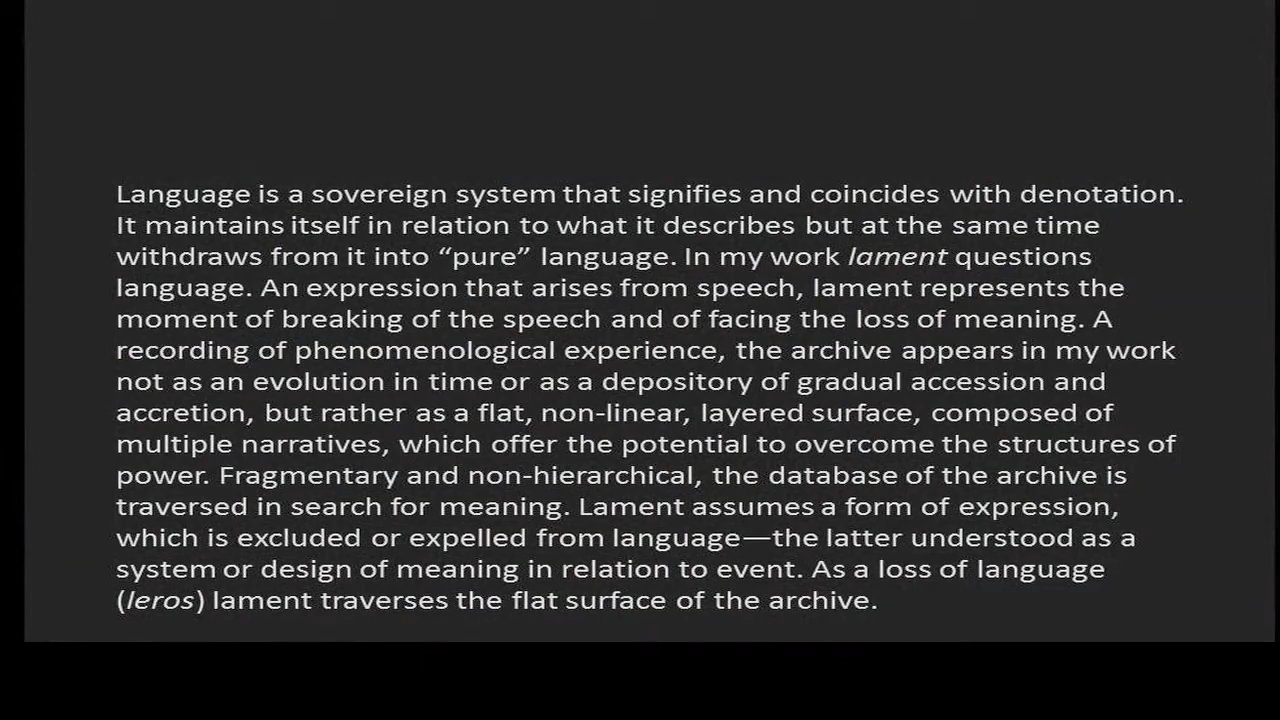 Language is a sovereign system that signifies and coincides with denotation.
It maintains itself in relation to what it describes but at the same time
withdraws from it into “pure” language. In my work lament questions
language. An expression that arises from speech, lament represents the
moment of breaking of the speech and of facing the loss of meaning. A
recording of phenomenological experience, the archive appears in my work
not as an evolution in time or as a depository of gradual accession and
accretion, but rather as a flat, non-linear, layered surface, composed of
multiple narratives, which offer the potential to overcome the structures of
power. Fragmentary and non-hierarchical, the database of the archive is
traversed in search for meaning. Lament assumes a form of expression,
which is excluded or expelled from language—the latter understood as a
system or design of meaning in relation to event. As a loss of language
(leros) lament traverses the flat surface of the archive.